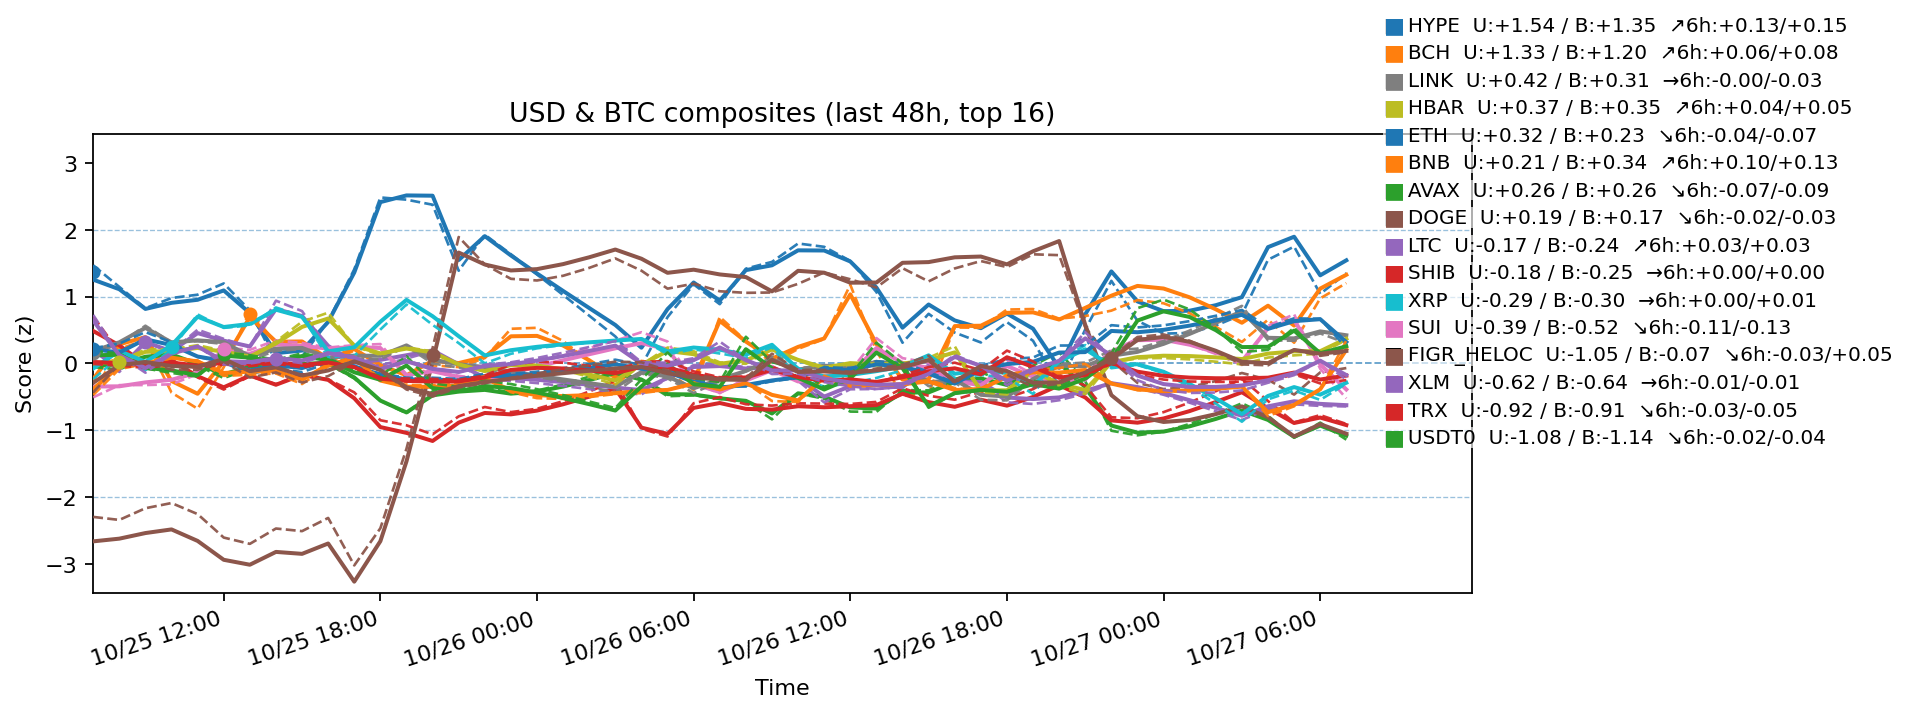 HYPE  U:+1.54 / B:+1.35  ↗6h:+0.13/+0.15
BCH  U:+1.33 / B:+1.20  ↗6h:+0.06/+0.08
LINK  U:+0.42 / B:+0.31  →6h:-0.00/-0.03
HBAR  U:+0.37 / B:+0.35  ↗6h:+0.04/+0.05
ETH  U:+0.32 / B:+0.23  ↘6h:-0.04/-0.07
BNB  U:+0.21 / B:+0.34  ↗6h:+0.10/+0.13
AVAX  U:+0.26 / B:+0.26  ↘6h:-0.07/-0.09
DOGE  U:+0.19 / B:+0.17  ↘6h:-0.02/-0.03
LTC  U:-0.17 / B:-0.24  ↗6h:+0.03/+0.03
SHIB  U:-0.18 / B:-0.25  →6h:+0.00/+0.00
XRP  U:-0.29 / B:-0.30  →6h:+0.00/+0.01
SUI  U:-0.39 / B:-0.52  ↘6h:-0.11/-0.13
FIGR_HELOC  U:-1.05 / B:-0.07  ↘6h:-0.03/+0.05
XLM  U:-0.62 / B:-0.64  →6h:-0.01/-0.01
TRX  U:-0.92 / B:-0.91  ↘6h:-0.03/-0.05
USDT0  U:-1.08 / B:-1.14  ↘6h:-0.02/-0.04
USD & BTC composites (last 48h, top 16)
Score (z)
3
2
1
0
−1
−2
−3
10/25 12:00
10/25 18:00
10/26 00:00
10/26 06:00
10/26 12:00
10/26 18:00
10/27 00:00
10/27 06:00
Time